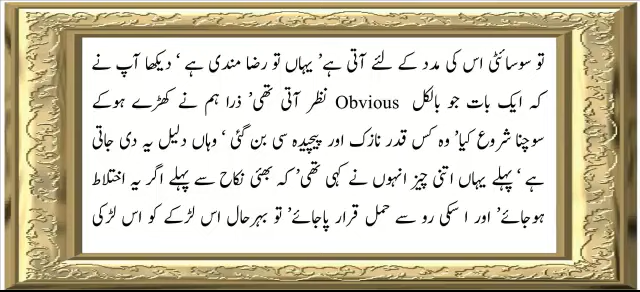 تو سوسائٹی اس کی مدد کے لئے آتی ہے’ یہاں تو رضا مندی ہے ‘ دیکھا آپ نے
کہ ایک بات جو بالکل Obvious نظر آتی تھی’ ذرا ہم نے کھڑے ہوکے
سوچنا شروع کیا’ وہ کس قدر نازک اور پیچیدہ سی بن گئی ‘ وہاں دلیل یہ دی جاتی
ہے ‘ پہلے یہاں اتنی چیز انہوں نے کہی تھی’ کہ بھئی نکاح سے پہلے اگر یہ اختلاط
ہوجائے’ اور ا سکی رو سے حمل قرار پاجائے’ تو بہرحال اس لڑکے کو اس لڑکی